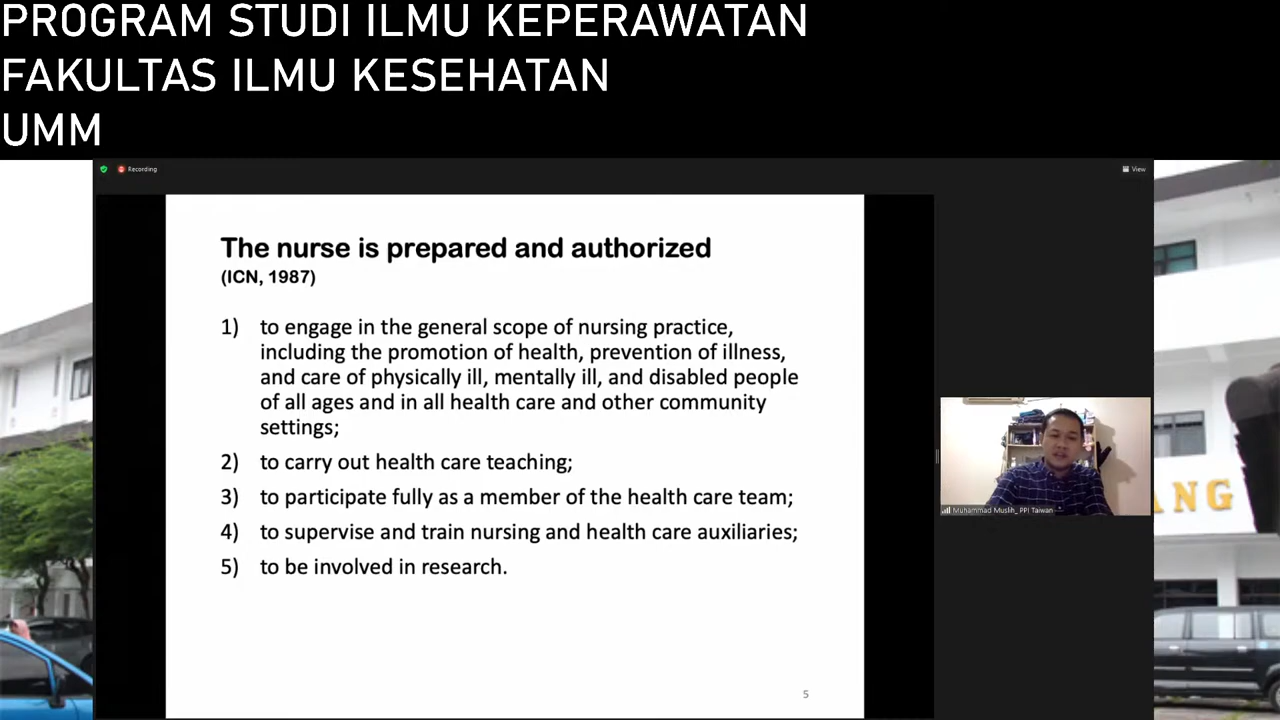 PROGRAM STUDI ILMU KEPERAWATAN
FAKULTAS ILMU KESEHATAN
UMM
Recording
View
The nurse is prepared and authorized
(ICN, 1987)
1) to engage in the general scope of nursing practice,
including the promotion of health, prevention of illness,
and care of physically ill, mentally ill, and disabled people
of all ages and in all health care and other community
settings;
2) to carry out health care teaching;
3) to participate fully as a member of the health care team;
4) to supervise and train nursing and health care auxiliaries;
5) to be involved in research.
5
Muhammad Muslih_ PPI Taiwan
ANG